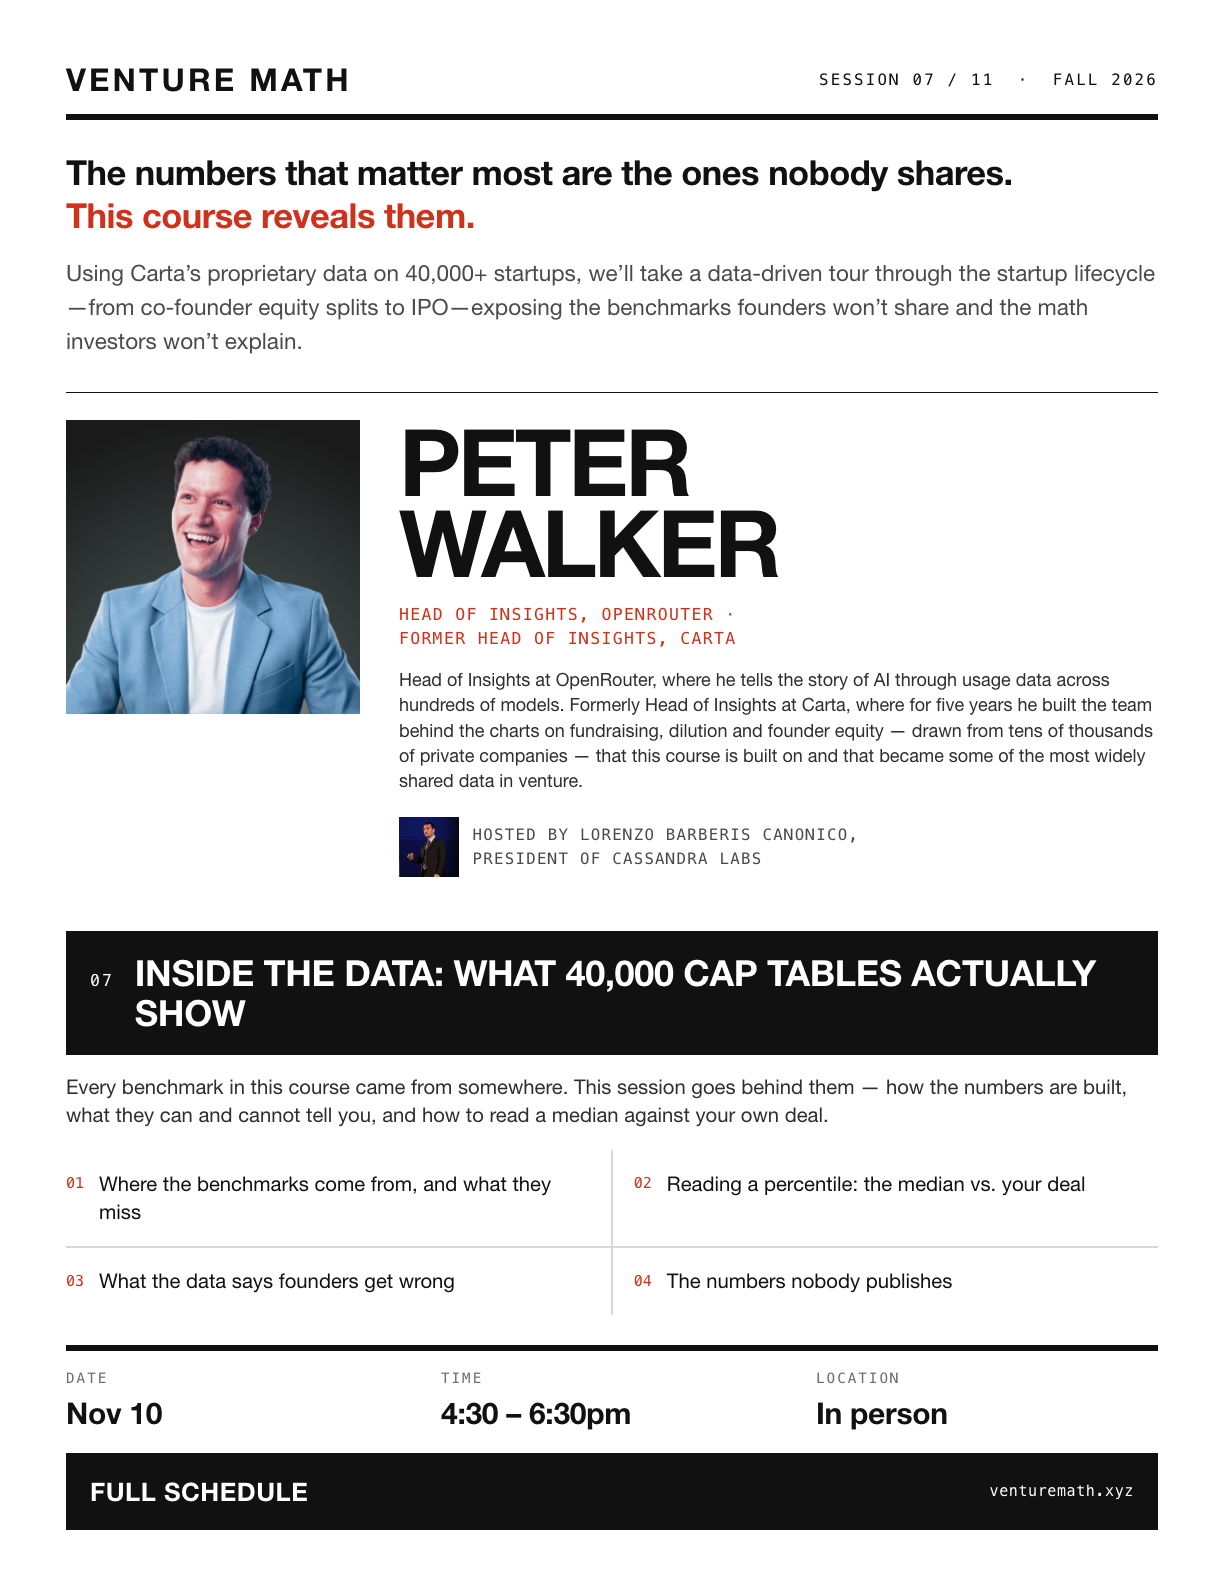 VENTURE MATH
SESSION 07 / 11 · FALL 2026
The numbers that matter most are the ones nobody shares.
This course reveals them.
Using Carta’s proprietary data on 40,000+ startups, we’ll take a data-driven tour through the startup lifecycle
—from co-founder equity splits to IPO—exposing the benchmarks founders won’t share and the math
investors won’t explain.
PETER
WALKER
HEAD OF INSIGHTS, OPENROUTER ·
FORMER HEAD OF INSIGHTS, CARTA
Head of Insights at OpenRouter, where he tells the story of AI through usage data across
hundreds of models. Formerly Head of Insights at Carta, where for five years he built the team
behind the charts on fundraising, dilution and founder equity — drawn from tens of thousands
of private companies — that this course is built on and that became some of the most widely
shared data in venture.
HOSTED BY LORENZO BARBERIS CANONICO,
PRESIDENT OF CASSANDRA LABS
07 INSIDE THE DATA: WHAT 40,000 CAP TABLES ACTUALLY
SHOW
Every benchmark in this course came from somewhere. This session goes behind them — how the numbers are built,
what they can and cannot tell you, and how to read a median against your own deal.
01 Where the benchmarks come from, and what they
miss
02 Reading a percentile: the median vs. your deal
03 What the data says founders get wrong
04 The numbers nobody publishes
DATE
Nov 10
TIME
4:30 – 6:30pm
LOCATION
In person
FULL SCHEDULE
venturemath.xyz